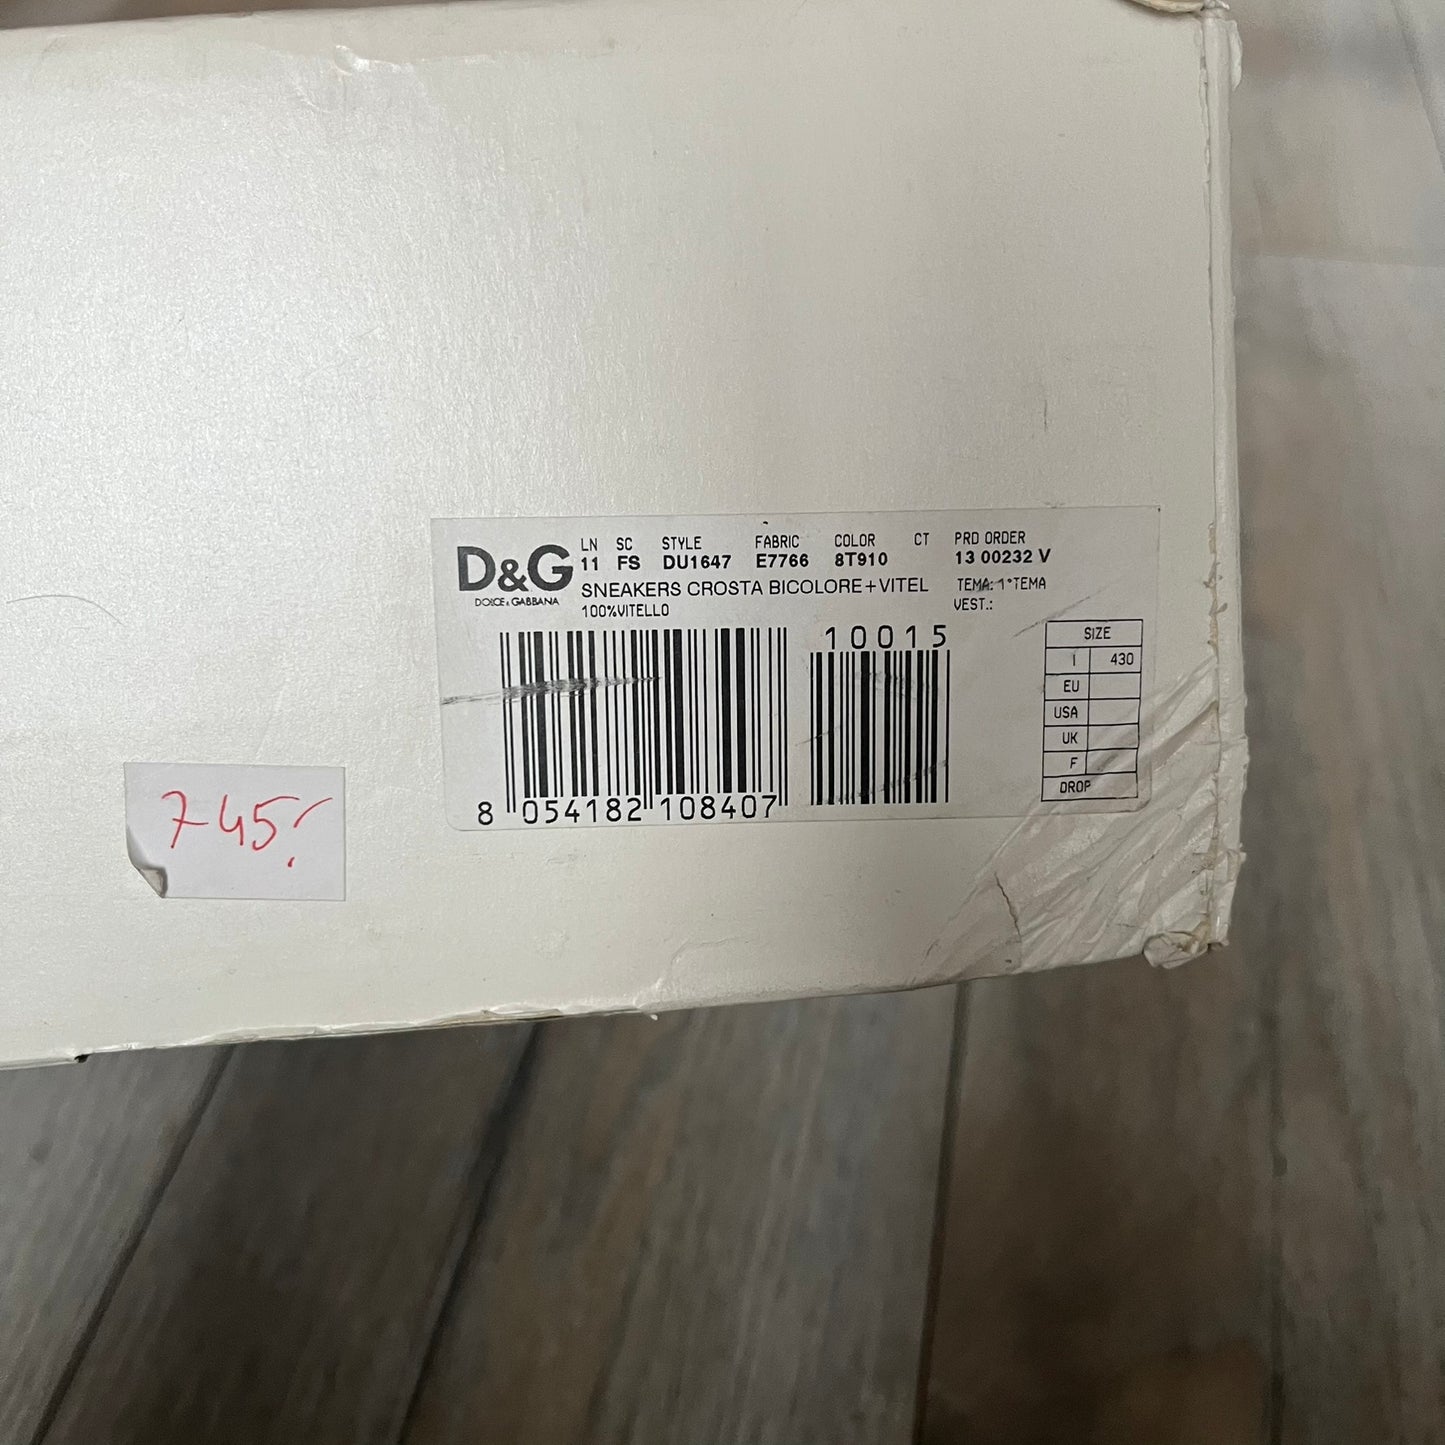 D&G
DOLCE & GABBANA
LN SC STYLE FABRIC COLOR CT PRD ORDER
11 FS DU1647 E7766 8T910 13 00232 V
SNEAKERS CROSTA BICOLORE+VITEL TEMA: 1°TEMA
100%VITELLO VEST.:
10015
8 054182 108407
SIZE
I 430
EU
USA
UK
F
DROP
745.-